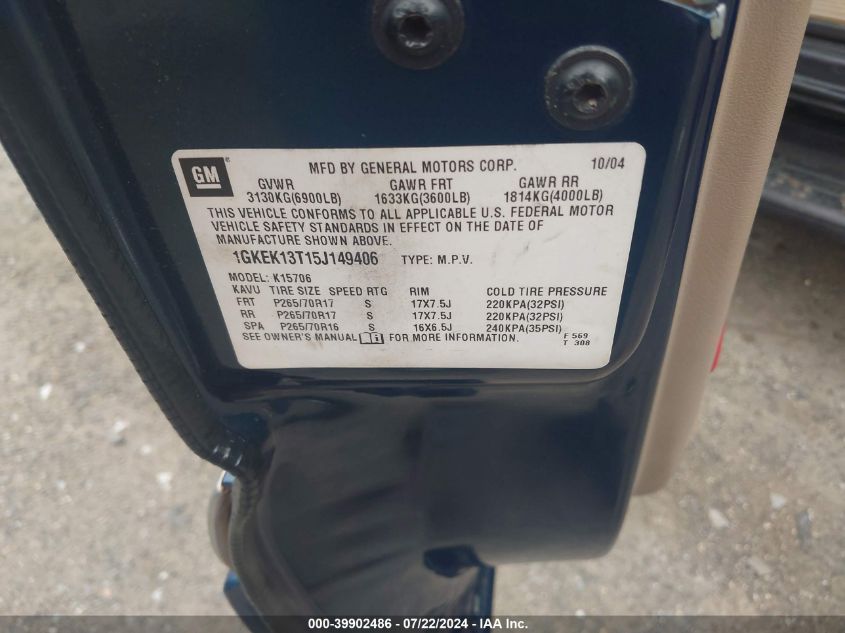 GM® MFD BY GENERAL MOTORS CORP. 10/04
GVWR GAWR FRT GAWR RR
3130KG(6900LB) 1633KG(3600LB) 1814KG(4000LB)
THIS VEHICLE CONFORMS TO ALL APPLICABLE U.S. FEDERAL MOTOR
VEHICLE SAFETY STANDARDS IN EFFECT ON THE DATE OF
MANUFACTURE SHOWN ABOVE.
1GKEK13T15J149406 TYPE: M.P.V.
MODEL: K15706
KAVU TIRE SIZE SPEED RTG RIM COLD TIRE PRESSURE
FRT P265/70R17 S 17X7.5J 220KPA(32PSI)
RR P265/70R17 S 17X7.5J 220KPA(32PSI)
SPA P265/70R16 S 16X6.5J 240KPA(35PSI)
SEE OWNER'S MANUAL FOR MORE INFORMATION. F 569
T 308
000-39902486 - 07/22/2024 - IAA Inc.